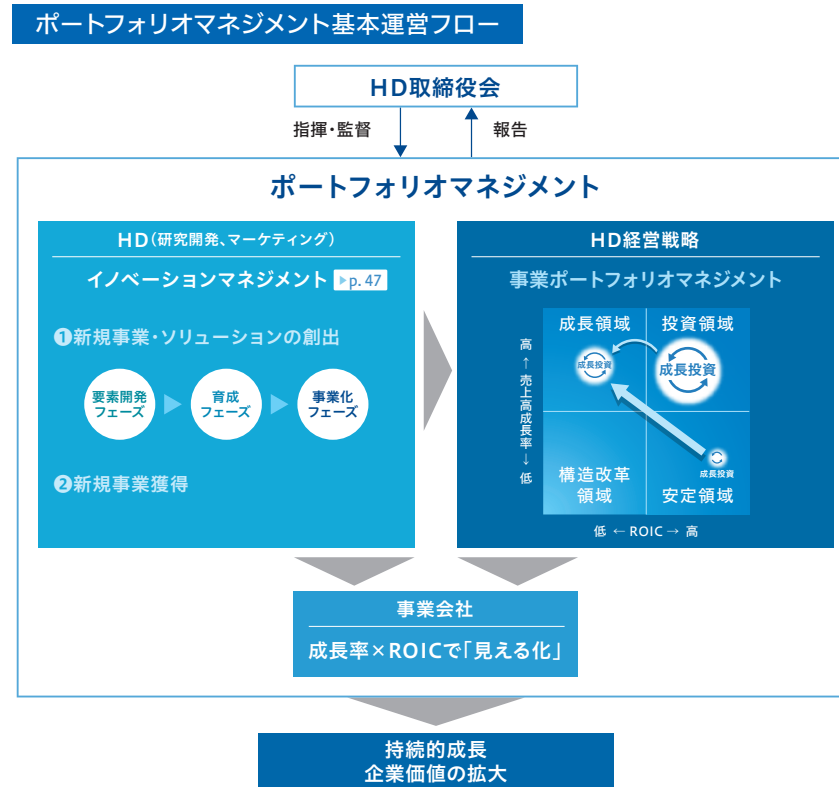 ポートフォリオマネジメント基本運営フロー
HD取締役会
指揮・監督
報告
ポートフォリオマネジメント
HD(研究開発、マーケティング)
イノベーションマネジメント ▶p. 47
❶新規事業・ソリューションの創出
要素開発
フェーズ
育成
フェーズ
事業化
フェーズ
❷新規事業獲得
HD経営戦略
事業ポートフォリオマネジメント
成長領域
投資領域
成長投資
成長投資
高 ← 売上高成長率 → 低
成長投資
構造改革
領域
安定領域
低 ← ROIC → 高
事業会社
成長率×ROICで「見える化」
持続的成長
企業価値の拡大